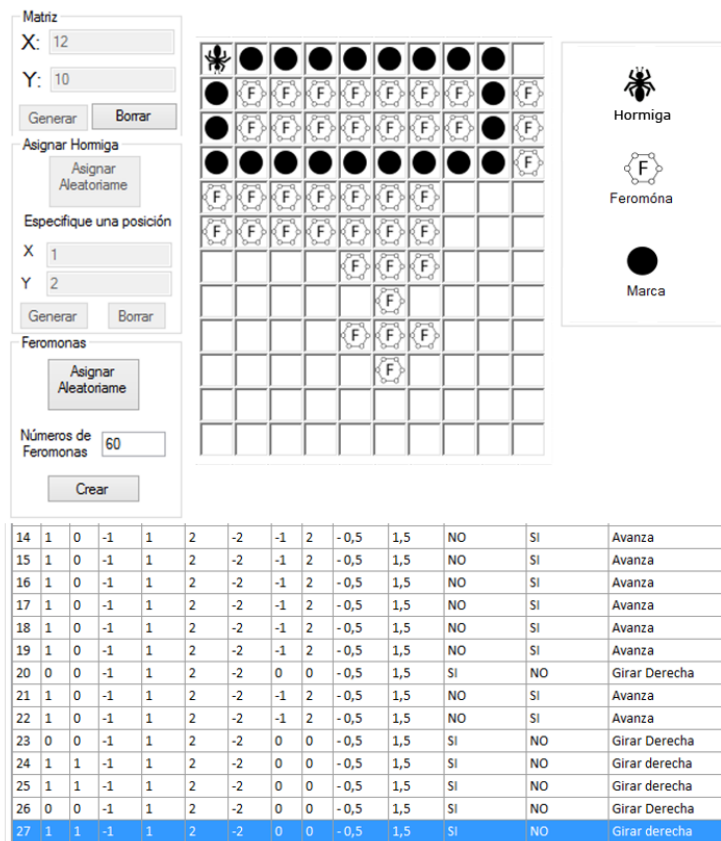 Matriz
X: 12
Y: 10
Generar Borrar
Asignar Hormiga
Asignar
Aleatoriame
Especifique una posición
X 1
Y 2
Generar Borrar
Feromonas
Asignar
Aleatoriame
Números de
Feromonas
60
Crear
F F F F F F F F
F F F F F F F F
F
F F F F F F F
F F F F F F F
F F F
F
F F F
F
Hormiga
F
Feromóna
Marca
14 1 0 -1 1 2 -2 -1 2 - 0,5 1,5 NO SI Avanza
15 1 0 -1 1 2 -2 -1 2 - 0,5 1,5 NO SI Avanza
16 1 0 -1 1 2 -2 -1 2 - 0,5 1,5 NO SI Avanza
17 1 0 -1 1 2 -2 -1 2 - 0,5 1,5 NO SI Avanza
18 1 0 -1 1 2 -2 -1 2 - 0,5 1,5 NO SI Avanza
19 1 0 -1 1 2 -2 -1 2 - 0,5 1,5 NO SI Avanza
20 0 0 -1 1 2 -2 0 0 - 0,5 1,5 SI NO Girar Derecha
21 1 0 -1 1 2 -2 -1 2 - 0,5 1,5 NO SI Avanza
22 1 0 -1 1 2 -2 -1 2 - 0,5 1,5 NO SI Avanza
23 0 0 -1 1 2 -2 0 0 - 0,5 1,5 SI NO Girar Derecha
24 1 1 -1 1 2 -2 0 0 - 0,5 1,5 SI NO Girar derecha
25 1 1 -1 1 2 -2 0 0 - 0,5 1,5 SI NO Girar derecha
26 0 0 -1 1 2 -2 0 0 - 0,5 1,5 SI NO Girar Derecha
27 1 1 -1 1 2 -2 0 0 - 0,5 1,5 SI NO Girar derecha